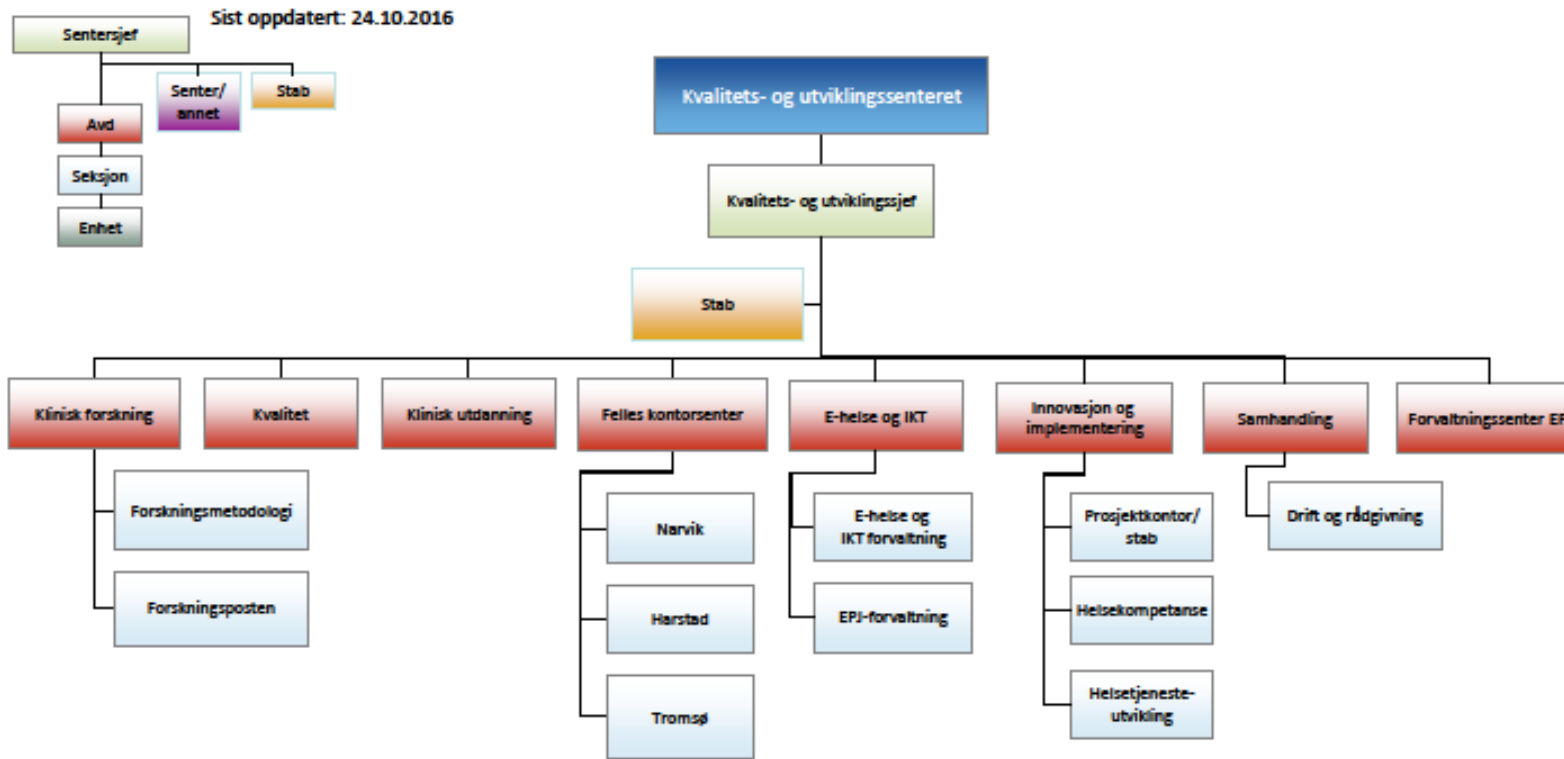 Sist oppdatert: 24.10.2016
Sentersjef
Senter/
annet
Stab
Avd
Seksjon
Enhet
Kvalitets- og utviklingssenteret
Kvalitets- og utviklingssjef
Stab
Klinisk forskning
Kvalitet
Klinisk utdanning
Felles kontorsenter
E-helse og IKT
Innovasjon og
implementering
Samhandling
Forvaltningssenter EP
Forskningsmetodologi
Forskningsposten
Narvik
Harstad
Tromsø
E-helse og
IKT forvaltning
EPJ-forvaltning
Prosjektkontor/
stab
Helsekompetanse
Helsetjeneste-
utvikling
Drift og rådgivning